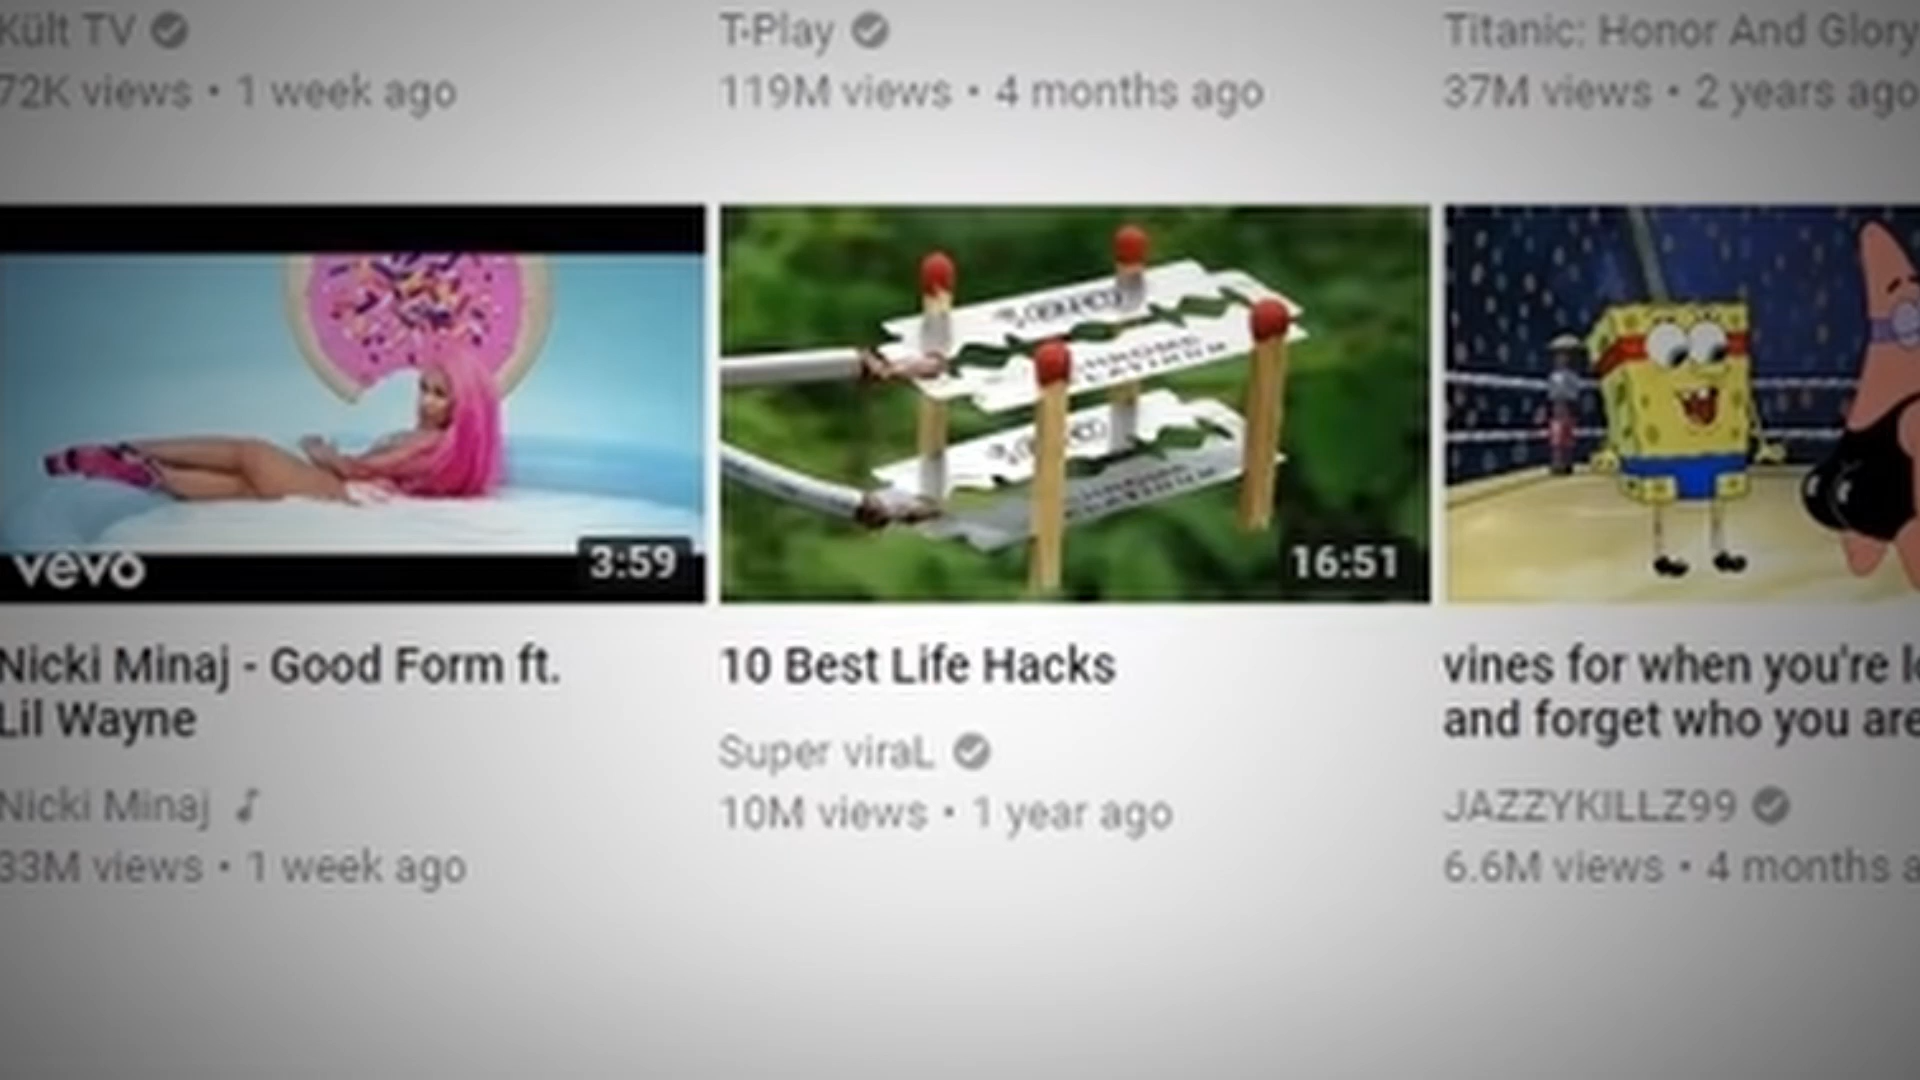 Kült TV
72K views • 1 week ago
T-Play
119M views • 4 months ago
Titanic: Honor And Glory
37M views • 2 years ago
vevo
3:59
16:51
Nicki Minaj - Good Form ft.
Lil Wayne
Nicki Minaj
33M views • 1 week ago
10 Best Life Hacks
Super viraL
10M views • 1 year ago
vines for when you're
and forget who you are
JAZZYKILLZ99
6.6M views • 4 months